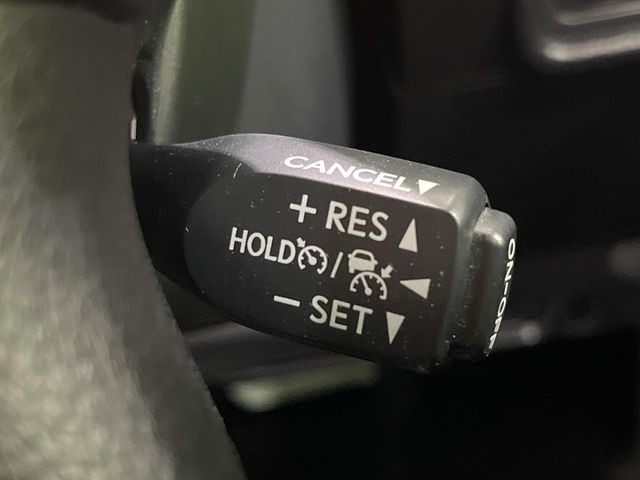 CANCEL▼
+ RES ▲
HOLD / ◀
− SET ▼
ON-OFF